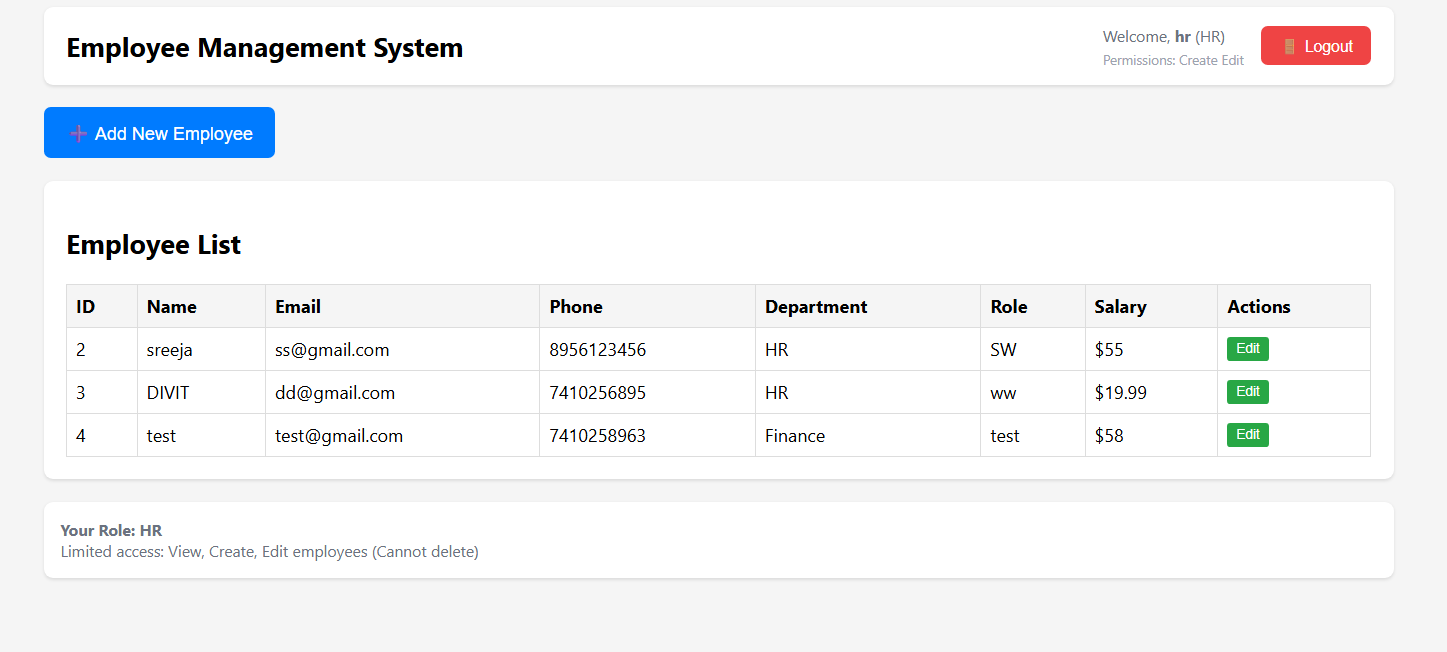 Employee Management System
Welcome, hr (HR)
Permissions: Create Edit
Logout
Add New Employee
Employee List
ID Name Email Phone Department Role Salary Actions
2 sreeja ss@gmail.com 8956123456 HR SW $55 Edit
3 DIVIT dd@gmail.com 7410256895 HR ww $19.99 Edit
4 test test@gmail.com 7410258963 Finance test $58 Edit
Your Role: HR
Limited access: View, Create, Edit employees (Cannot delete)